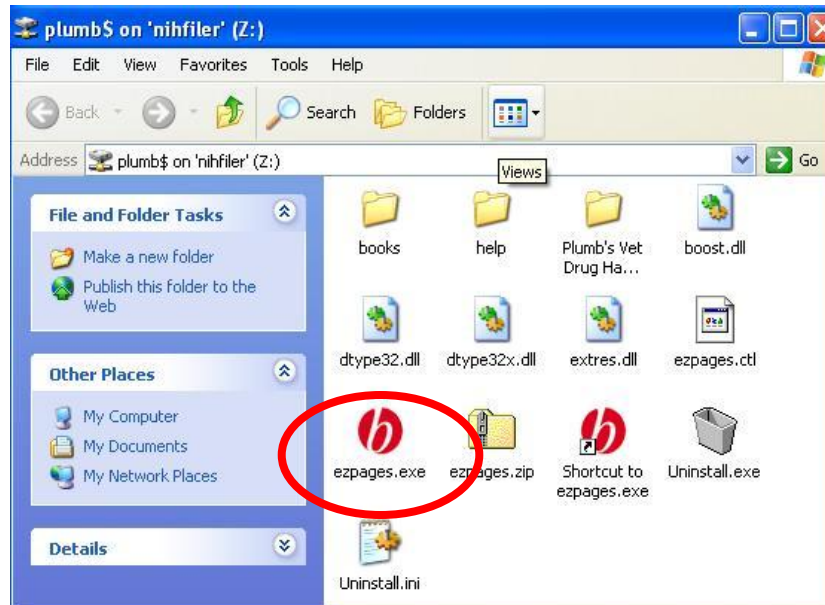 plumb$ on 'nihfiler' (Z:)
File Edit View Favorites Tools Help
Back Search Folders
Address plumb$ on 'nihfiler' (Z:) Go
Views
File and Folder Tasks
Make a new folder
Publish this folder to the
Web
Other Places
My Computer
My Documents
My Network Places
Details
books help Plumb's Vet boost.dll
Drug Ha...
dtype32.dll dtype32x.dll extres.dll ezpages.ctl
ezpages.exe ezpages.zip Shortcut to Uninstall.exe
ezpages.exe
Uninstall.ini